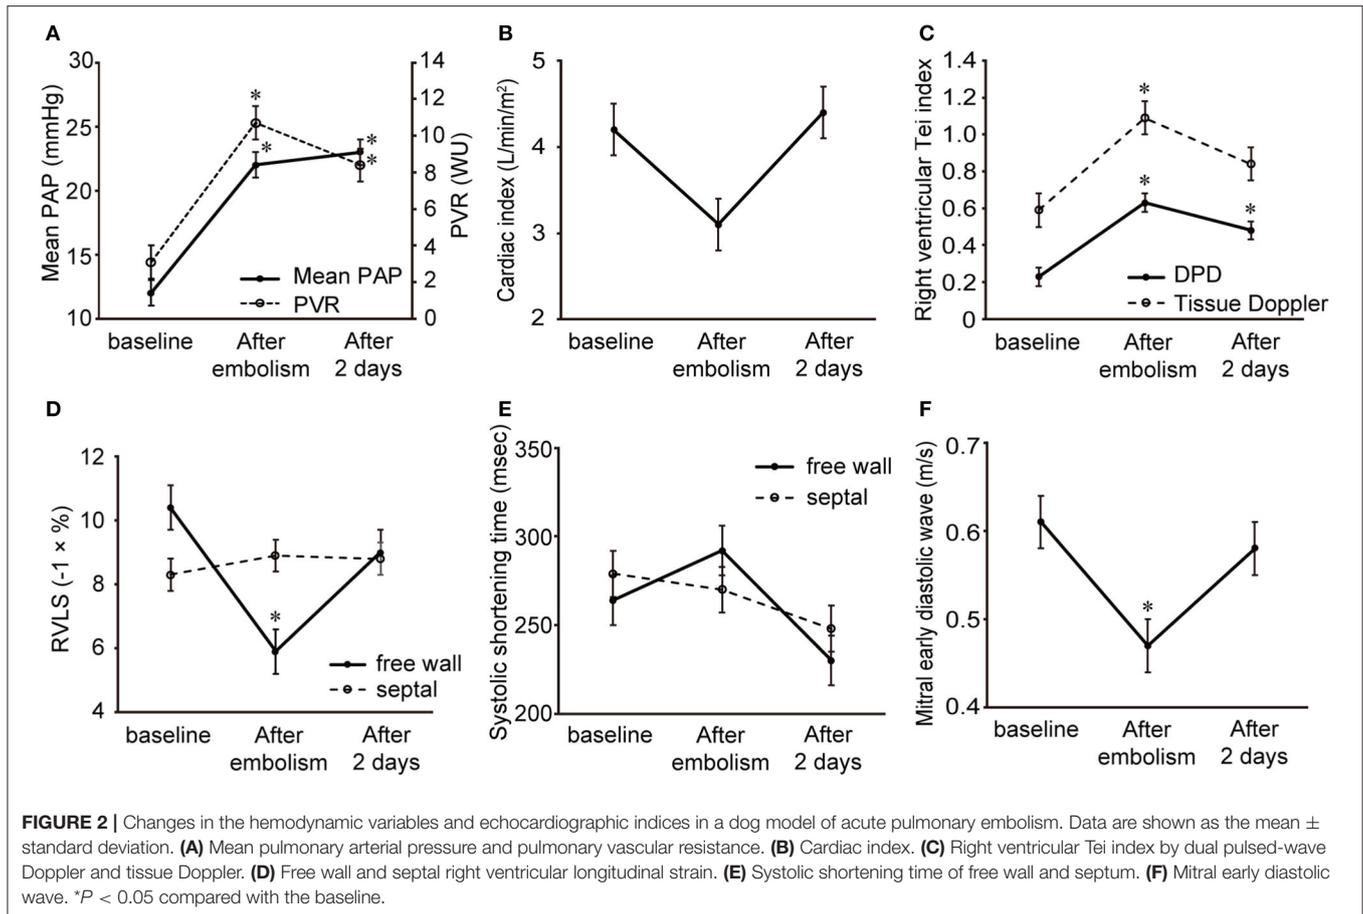 A
Mean PAP (mmHg)
30
25
20
15
10
14
12
10
8
6
4
2
0
PVR (WU)
*
*
*
*
Mean PAP
PVR
baseline
After
embolism
After
2 days
B
Cardiac index (L/min/m²)
5
4
3
2
baseline
After
embolism
After
2 days
C
Right ventricular Tei index
1.4
1.2
1.0
0.8
0.6
0.4
0.2
0
*
*
*
DPD
Tissue Doppler
baseline
After
embolism
After
2 days
D
RVLS (-1 × %)
12
10
8
6
4
*
free wall
septal
baseline
After
embolism
After
2 days
E
Systolic shortening time (msec)
350
300
250
200
free wall
septal
baseline
After
embolism
After
2 days
F
Mitral early diastolic wave (m/s)
0.7
0.6
0.5
0.4
*
baseline
After
embolism
After
2 days
FIGURE 2 | Changes in the hemodynamic variables and echocardiographic indices in a dog model of acute pulmonary embolism. Data are shown as the mean ±
standard deviation. (A) Mean pulmonary arterial pressure and pulmonary vascular resistance. (B) Cardiac index. (C) Right ventricular Tei index by dual pulsed-wave
Doppler and tissue Doppler. (D) Free wall and septal right ventricular longitudinal strain. (E) Systolic shortening time of free wall and septum. (F) Mitral early diastolic
wave. *P < 0.05 compared with the baseline.